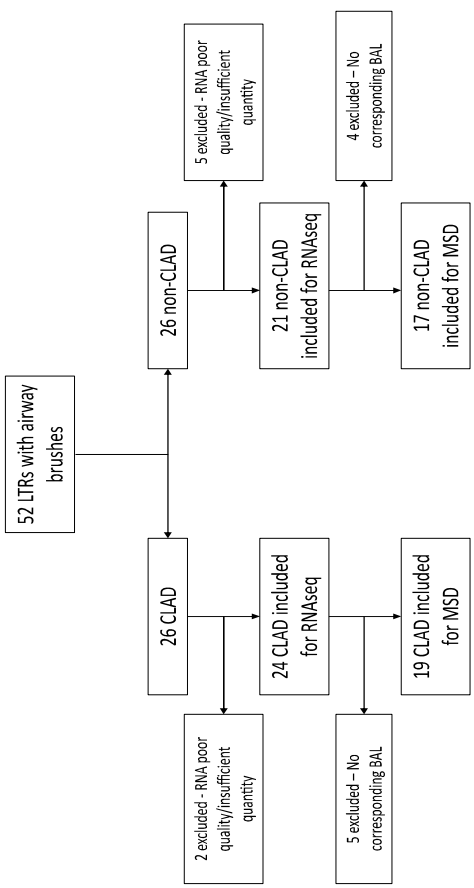 52 LTRs with airway
brushes
26 CLAD
26 non-CLAD
2 excluded - RNA poor
quality/insufficient
quantity
5 excluded - RNA poor
quality/insufficient
quantity
24 CLAD included
for RNAseq
21 non-CLAD
included for RNAseq
5 excluded – No
corresponding BAL
4 excluded – No
corresponding BAL
19 CLAD included
for MSD
17 non-CLAD
included for MSD